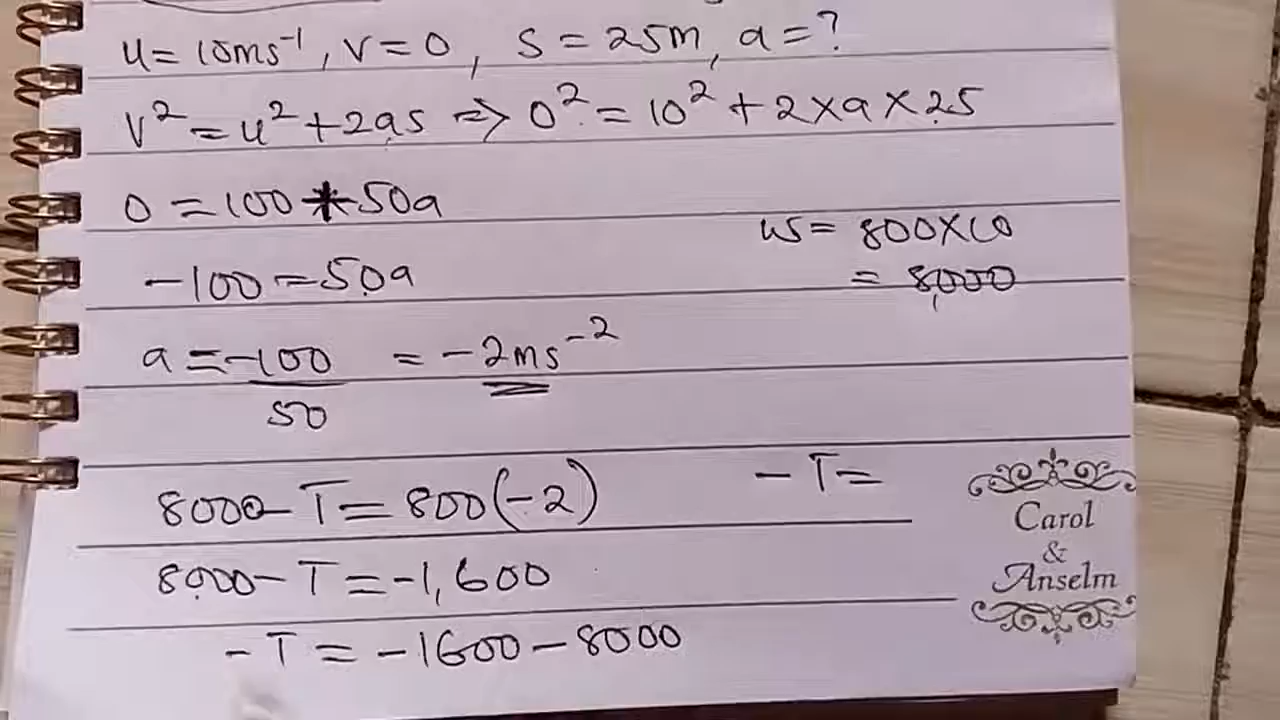 u = 10ms⁻¹, v = 0, s = 25m, a = ?
v² = u² + 2as ⇒ 0² = 10² + 2 × a × 25
0 = 100 + 50a
w = 800 × 10
= 8,000
-100 = 50a
a = -100/50 = -2ms⁻²
8000 - T = 800(-2)
- T =
8000 - T = -1,600
- T = -1600 - 8000
Carol
&
Anselm